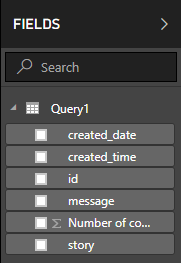 FIELDS
Search
Query1
created_date
created_time
id
message
Σ Number of co...
story